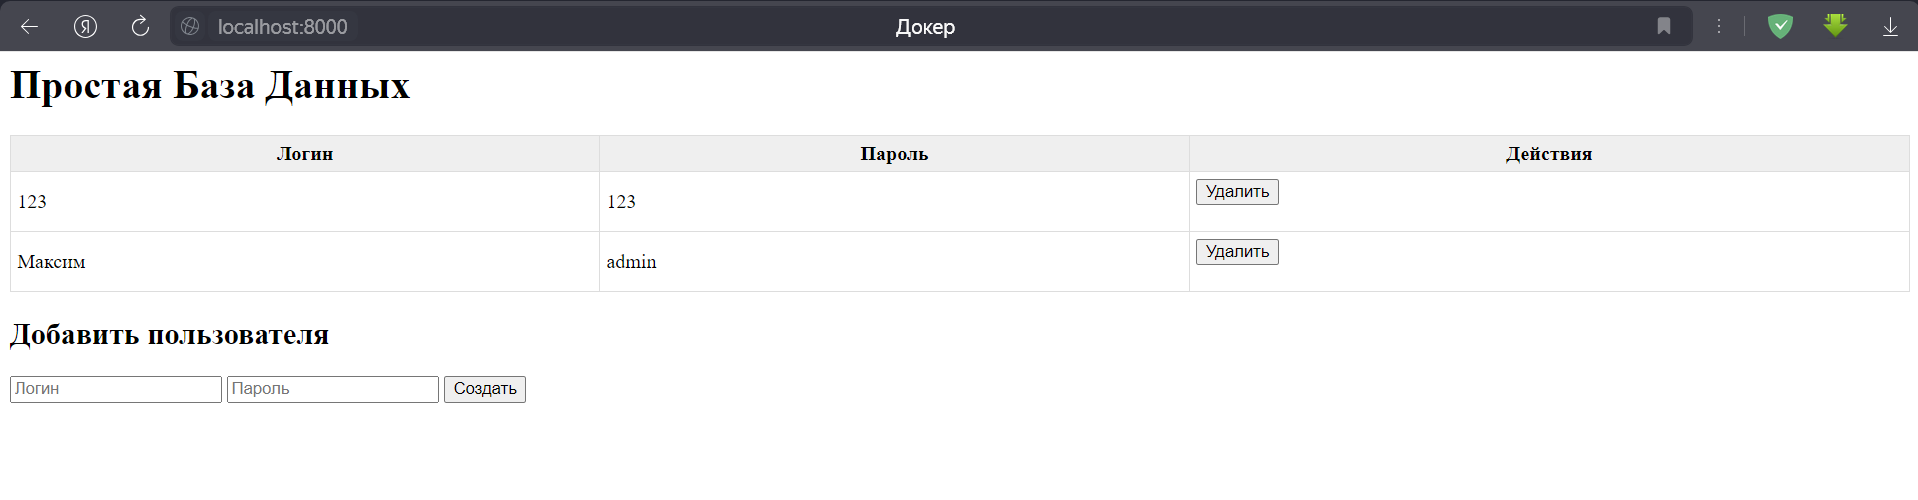 localhost:8000 Докер
Простая База Данных
Логин Пароль Действия
123 123 Удалить
Максим admin Удалить
Добавить пользователя
Логин Пароль Создать